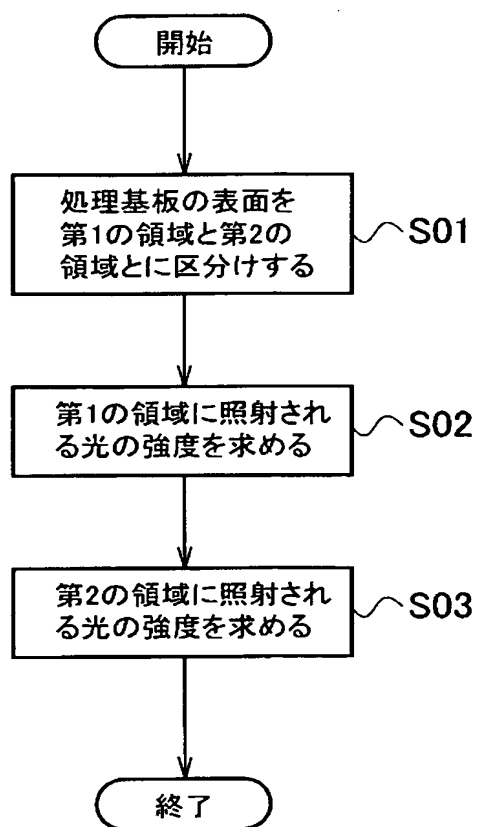 開始
処理基板の表面を
第1の領域と第2の
領域とに区分けする
S01
第1の領域に照射され
る光の強度を求める
S02
第2の領域に照射され
る光の強度を求める
S03
終了